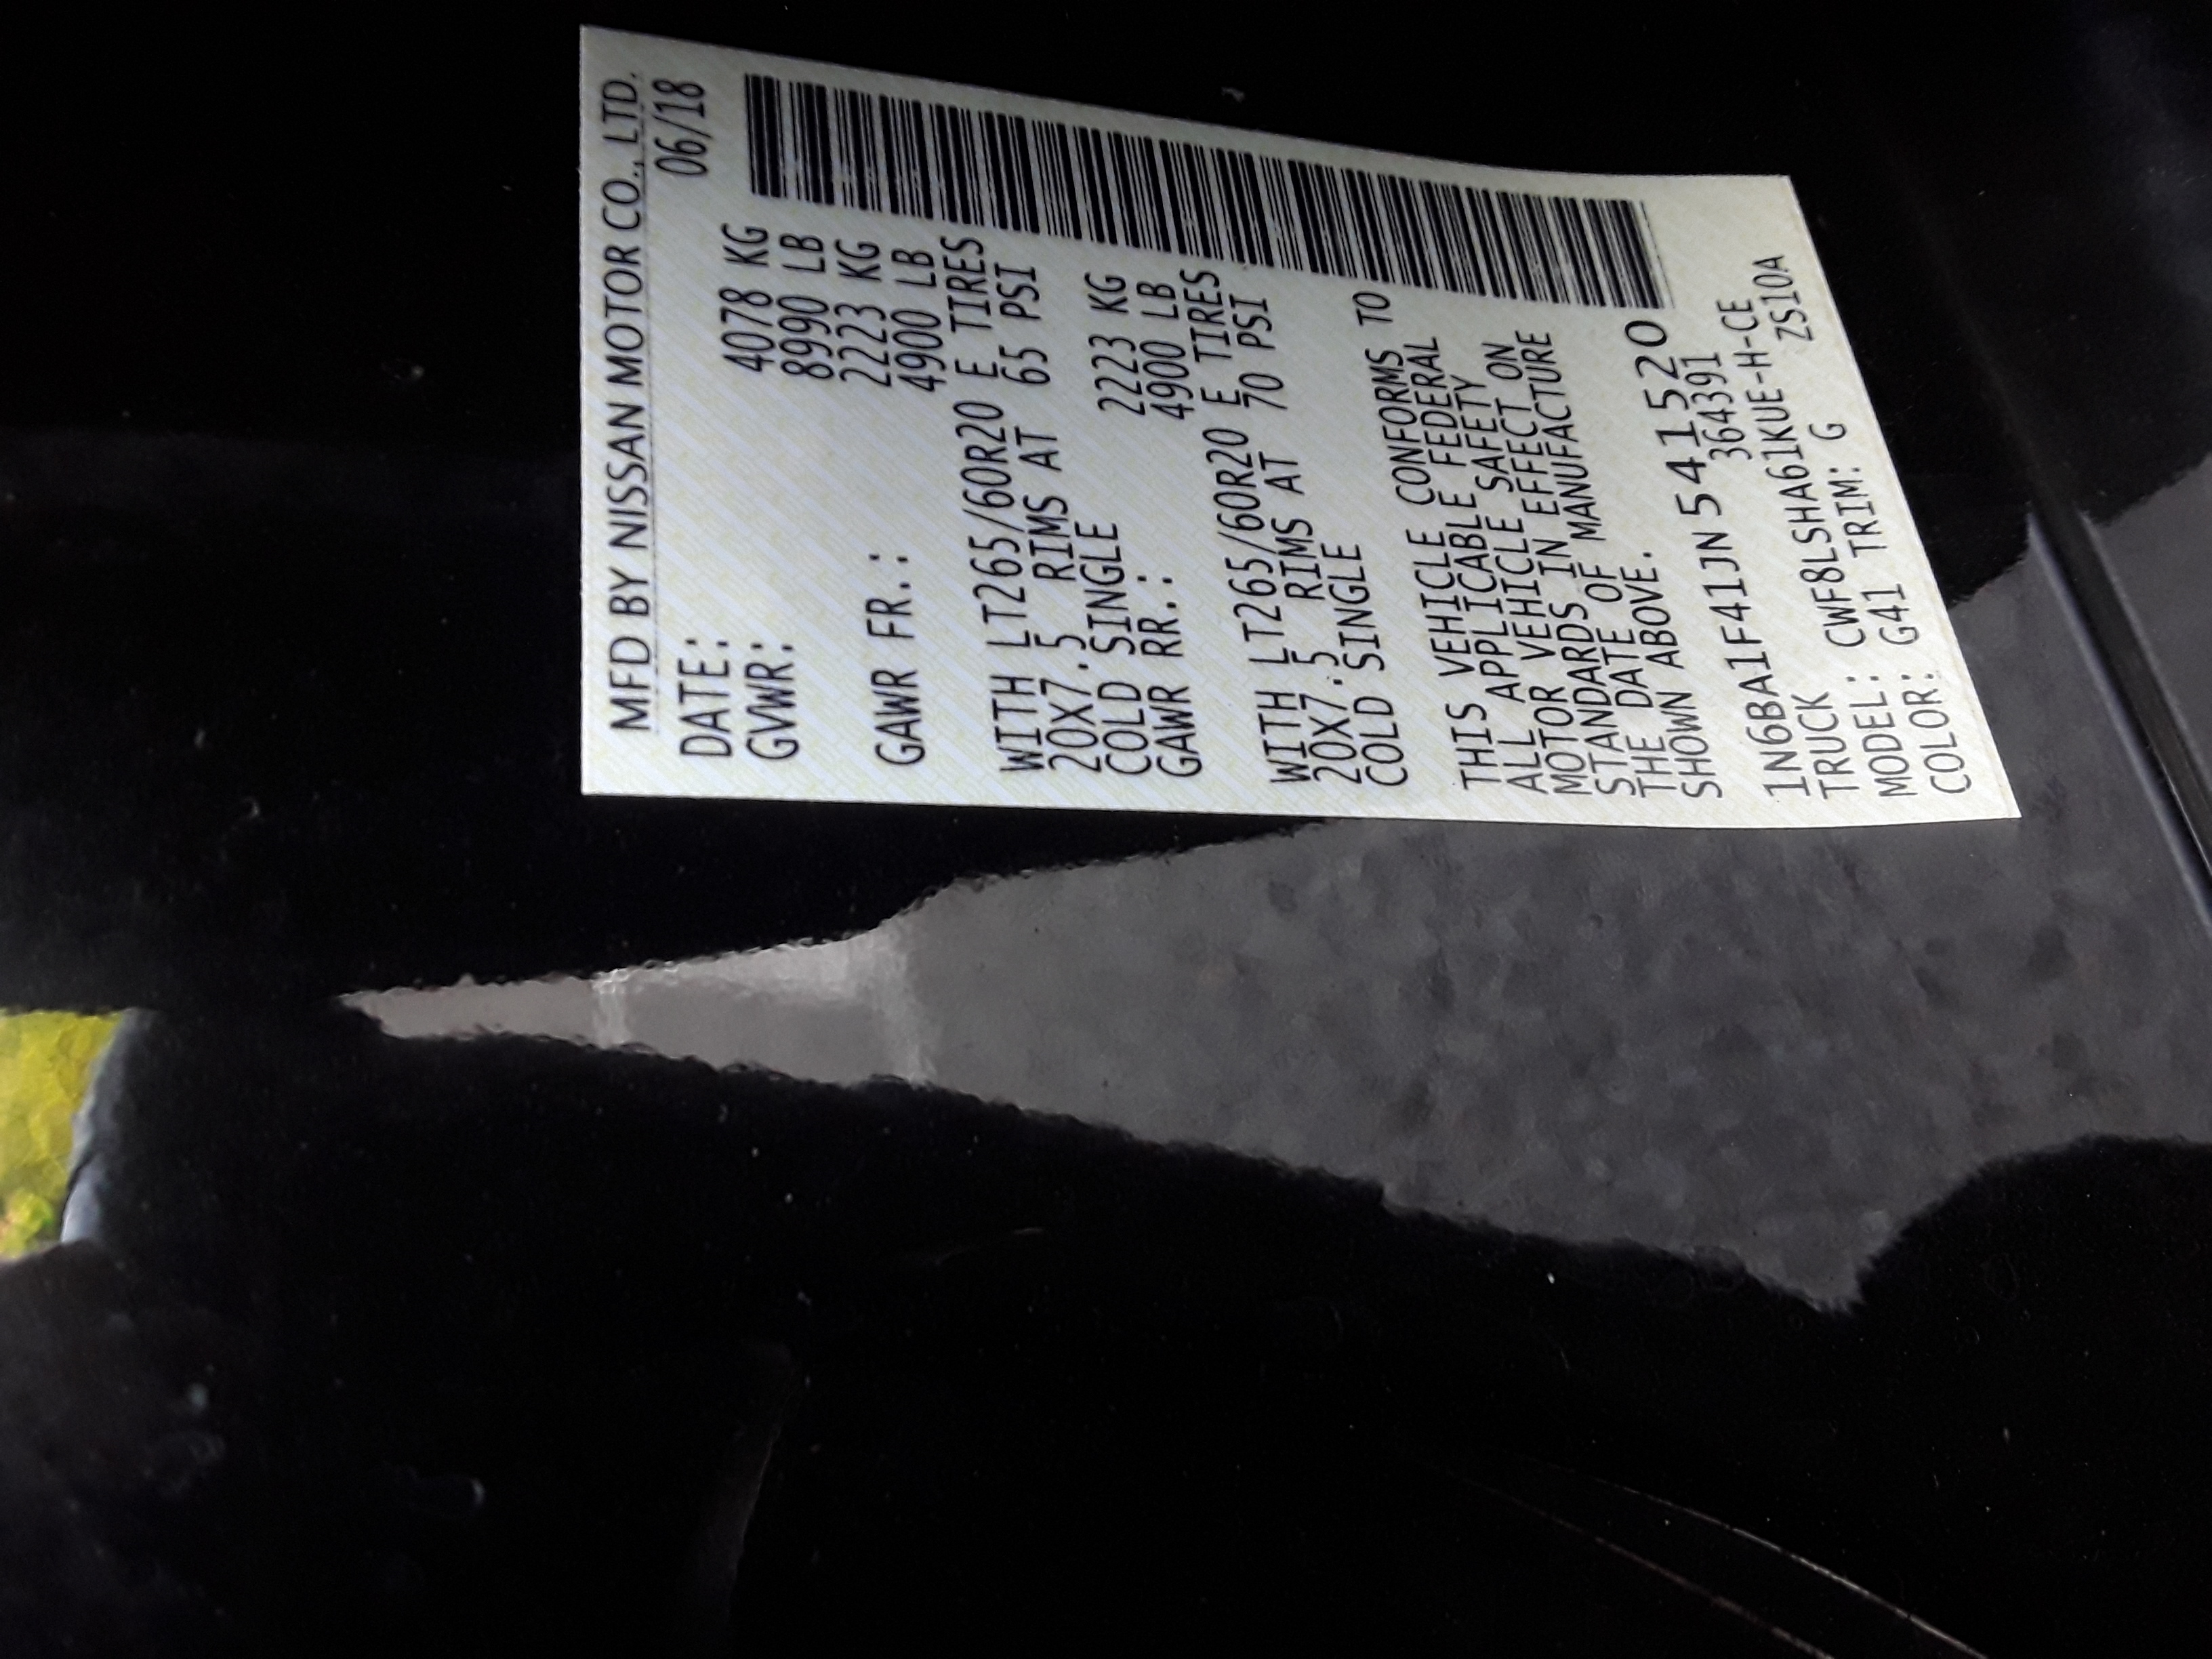 MFD BY NISSAN MOTOR CO., LTD.
DATE: 06/18
GVWR: 4078 KG
8990 LB
GAWR FR.: 2223 KG
4900 LB
WITH LT265/60R20 E TIRES
20X7.5 RIMS AT 65 PSI
COLD SINGLE
GAWR RR.: 2223 KG
4900 LB
WITH LT265/60R20 E TIRES
20X7.5 RIMS AT 70 PSI
COLD SINGLE
THIS VEHICLE CONFORMS TO
ALL APPLICABLE FEDERAL
MOTOR VEHICLE SAFETY
STANDARDS IN EFFECT ON
THE DATE OF MANUFACTURE
SHOWN ABOVE.
1N6BA1F41JN541520
TRUCK 364391
MODEL: CWF8LSHA61KUE-H-CE
COLOR: G41 TRIM: G ZS10A